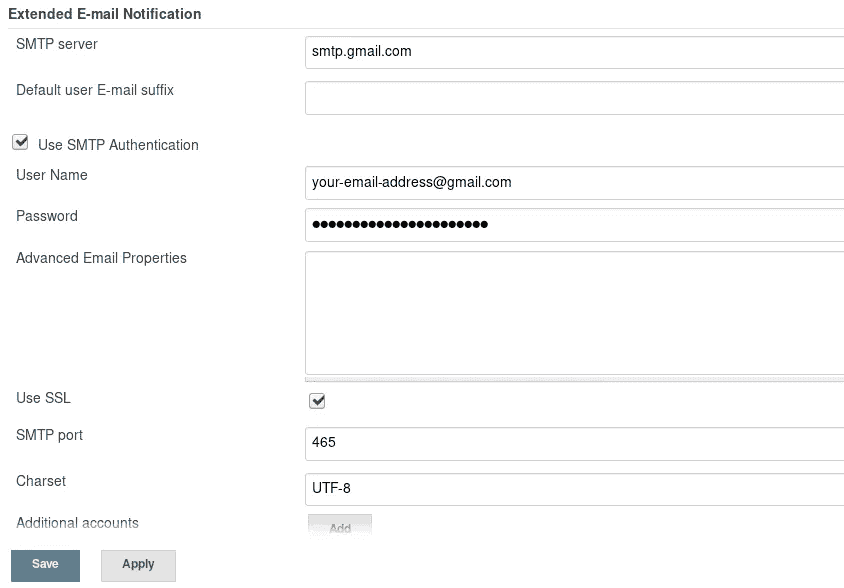 Extended E-mail Notification
SMTP server
smtp.gmail.com
Default user E-mail suffix
Use SMTP Authentication
User Name
your-email-address@gmail.com
Password
●●●●●●●●●●●●●●●●●●●●●●
Advanced Email Properties
Use SSL
SMTP port
465
Charset
UTF-8
Additional accounts
Add
Save Apply